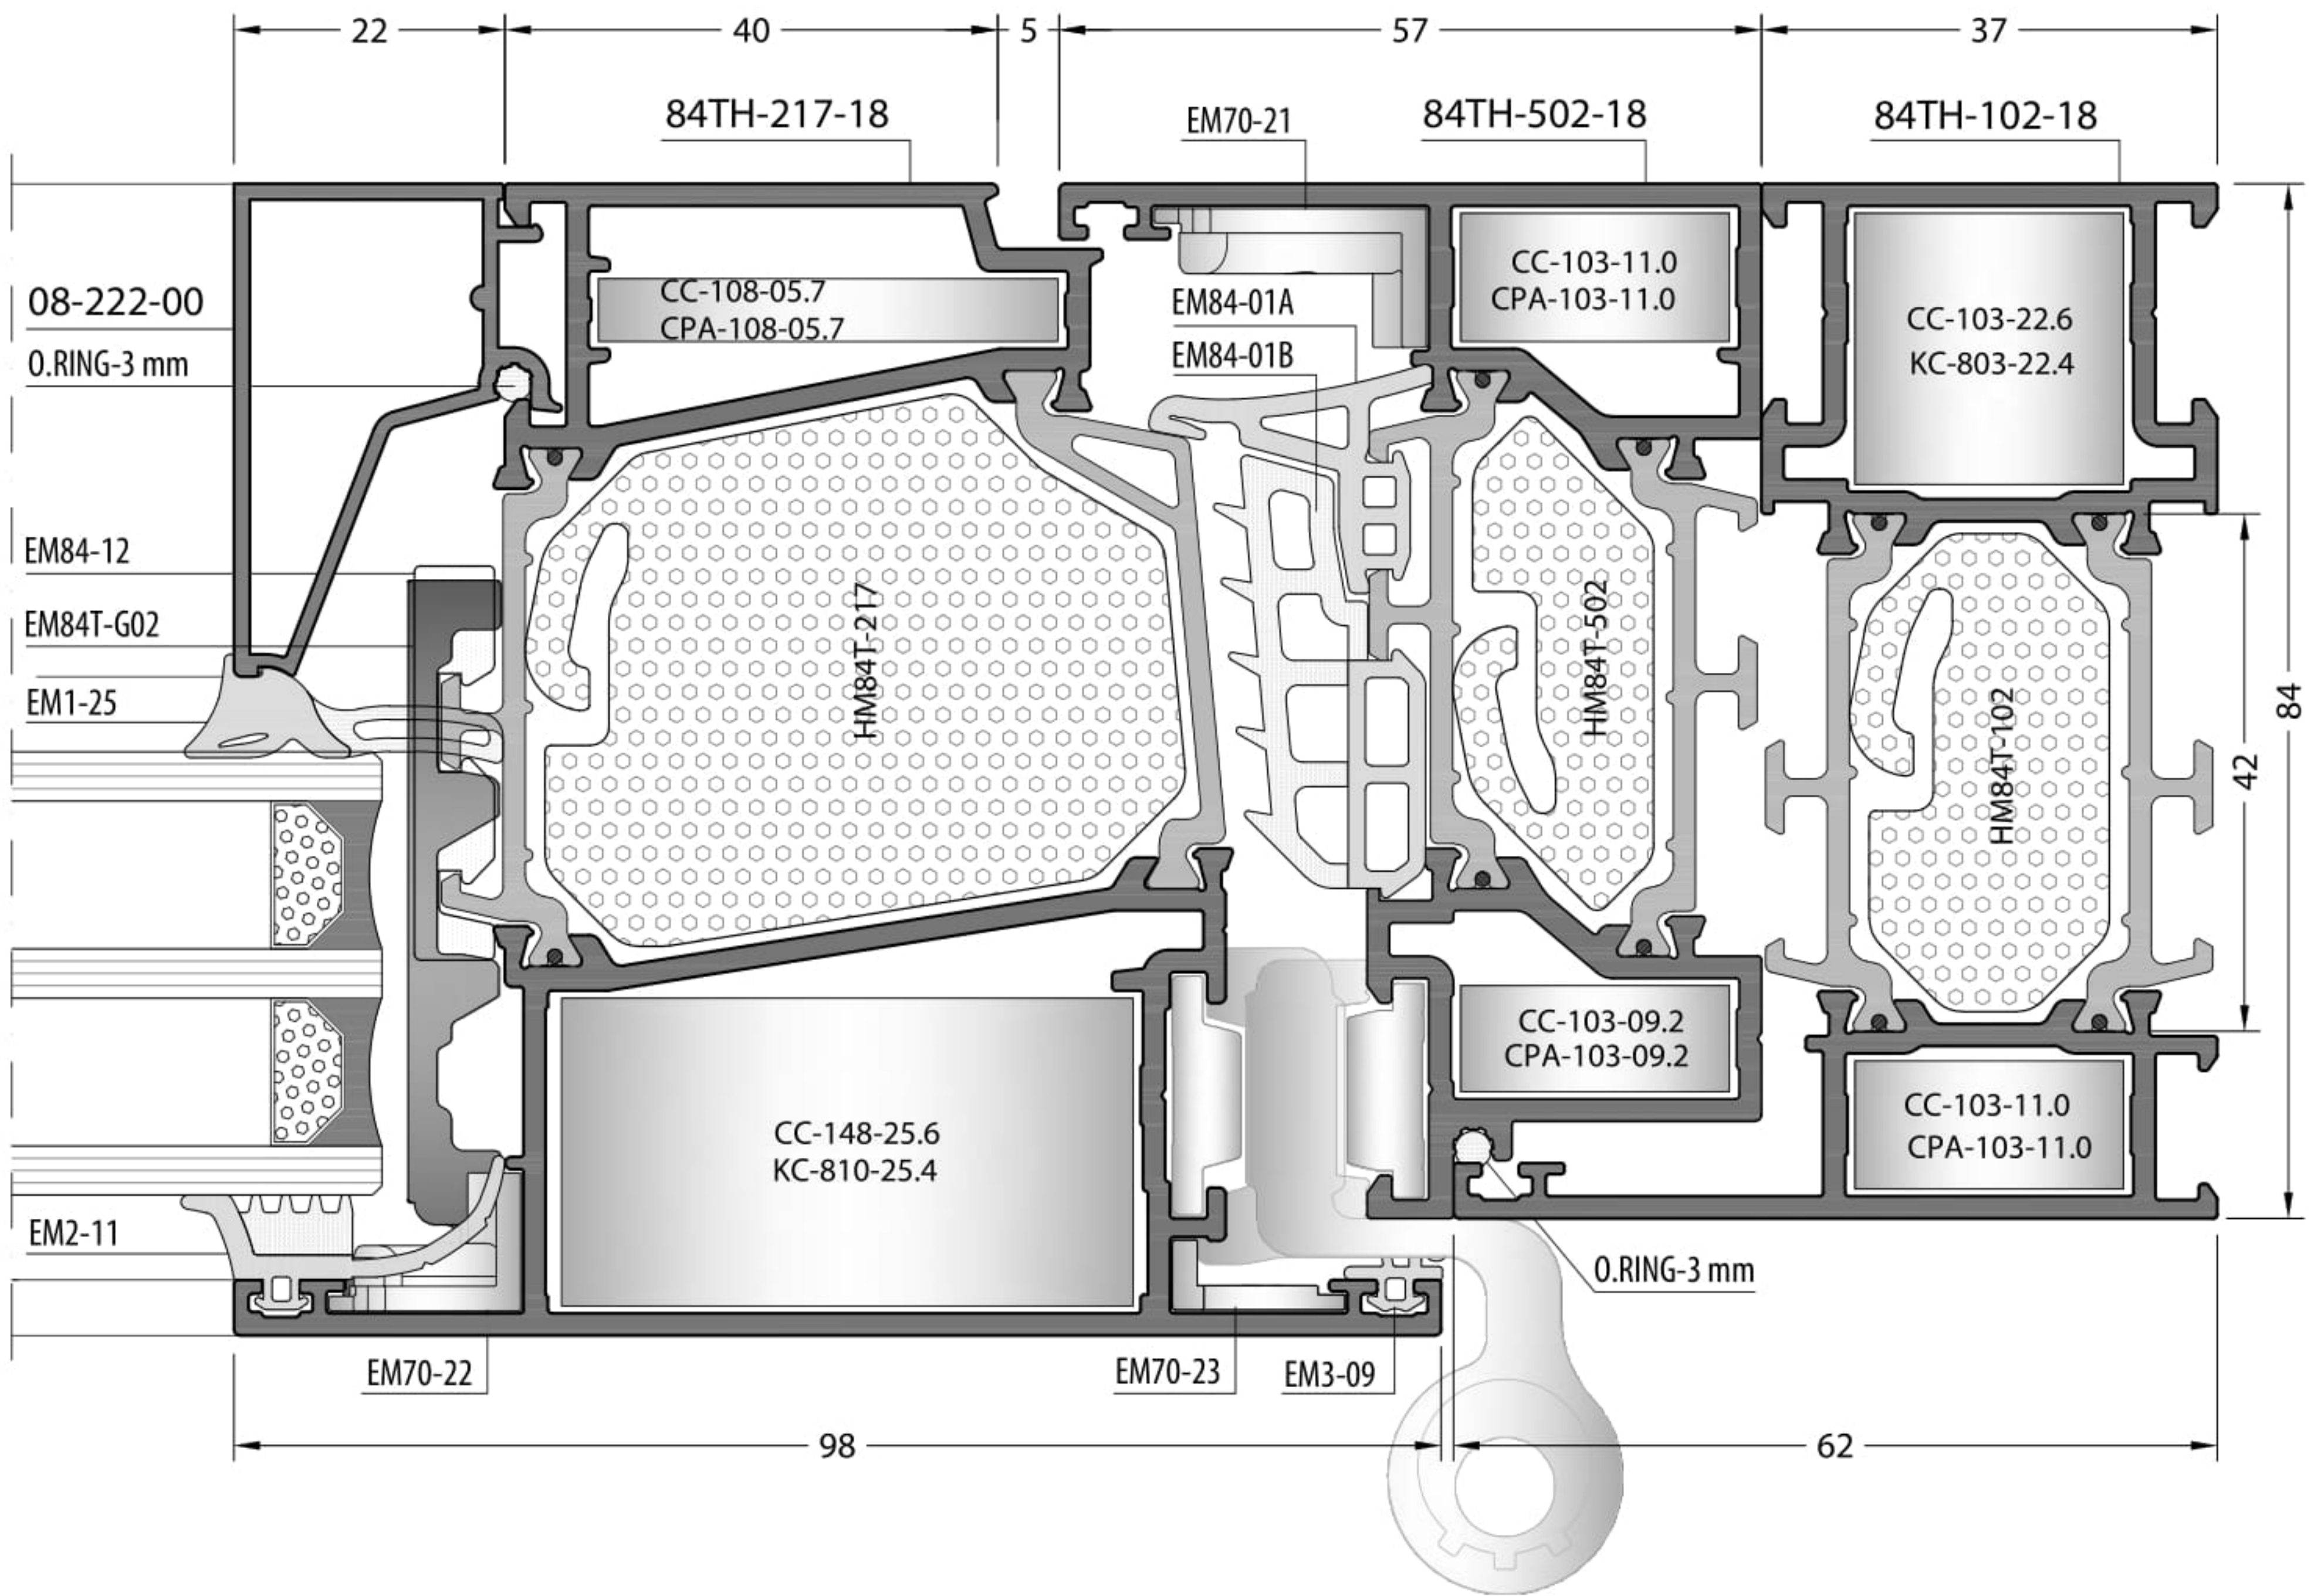 22
40
5
57
37
84TH-217-18
EM70-21
84TH-502-18
84TH-102-18
08-222-00
O.RING-3 mm
CC-108-05.7
CPA-108-05.7
EM84-01A
EM84-01B
CC-103-11.0
CPA-103-11.0
CC-103-22.6
KC-803-22.4
EM84-12
EM84T-G02
EM1-25
HM84T-217
HM84T-502
HM84T-102
84
42
CC-148-25.6
KC-810-25.4
CC-103-09.2
CPA-103-09.2
CC-103-11.0
CPA-103-11.0
EM2-11
O.RING-3 mm
EM70-22
EM70-23
EM3-09
98
62